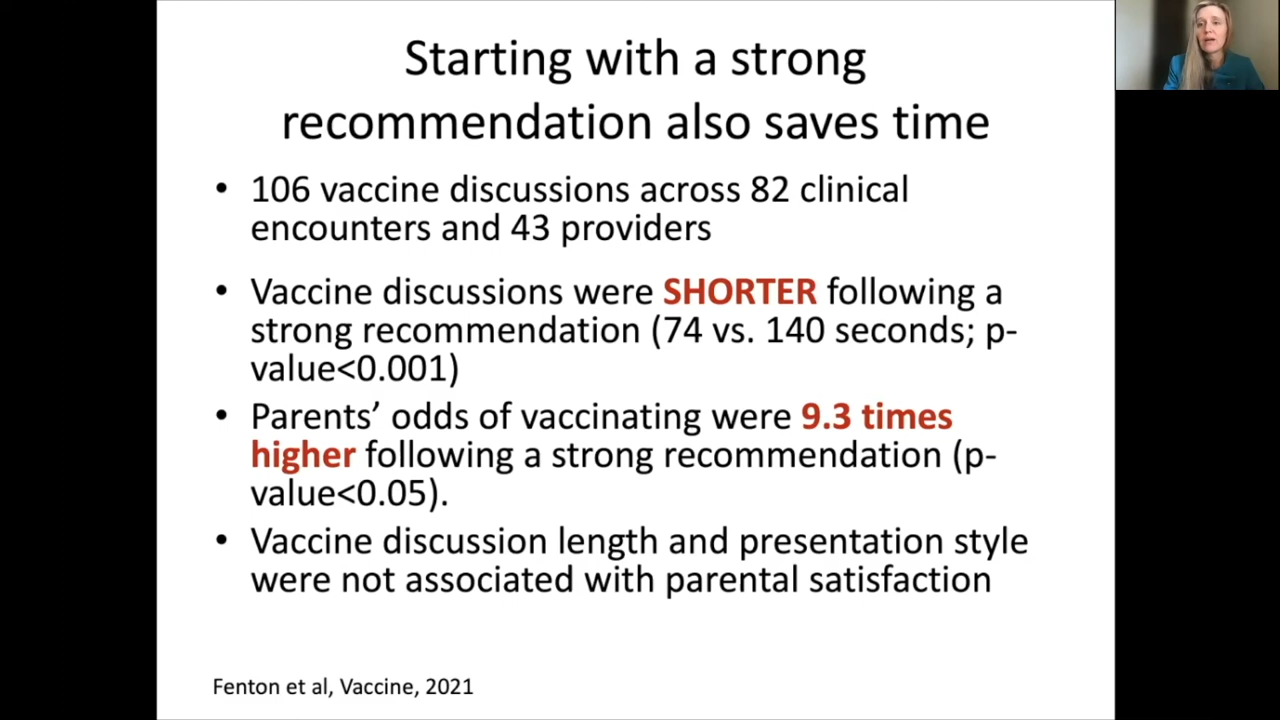 Starting with a strong
recommendation also saves time
• 106 vaccine discussions across 82 clinical
encounters and 43 providers
• Vaccine discussions were SHORTER following a
strong recommendation (74 vs. 140 seconds; p-
value<0.001)
• Parents’ odds of vaccinating were 9.3 times
higher following a strong recommendation (p-
value<0.05).
• Vaccine discussion length and presentation style
were not associated with parental satisfaction
Fenton et al, Vaccine, 2021